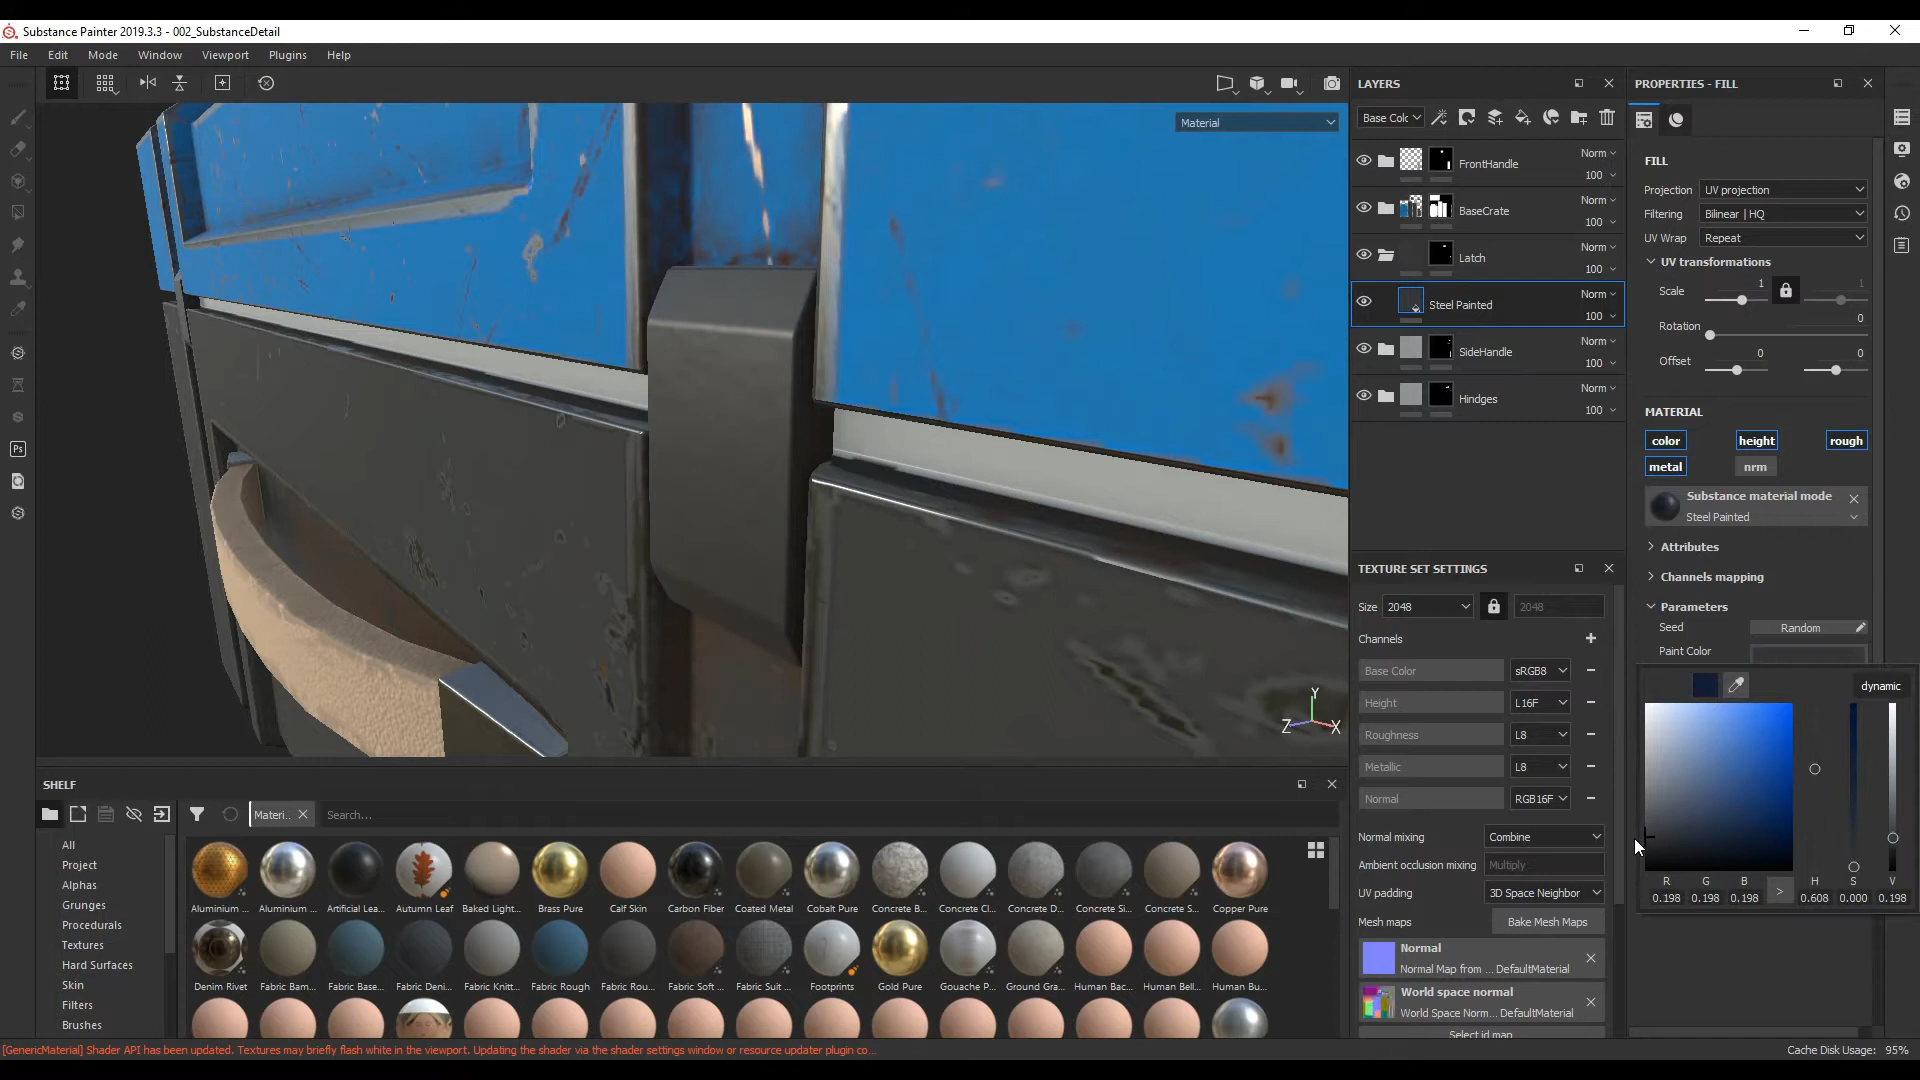 Substance Painter 2019.3.3 - 002_SubstanceDetail
File Edit Mode Window Viewport Plugins Help
Material
LAYERS
Base Colc
FrontHandle Norm 100
BaseCrate Norm 100
Latch Norm 100
Steel Painted Norm 100
SideHandle Norm 100
Hindges Norm 100
TEXTURE SET SETTINGS
Size 2048 2048
Channels
Base Color sRGB8
Height L16F
Roughness L8
Metallic L8
Normal RGB16F
Normal mixing Combine
Ambient occlusion mixing Multiply
UV padding 3D Space Neighbor
Mesh maps Bake Mesh Maps
Normal
Normal Map from ... DefaultMaterial
World space normal
World Space Norm... DefaultMaterial
Select id map
PROPERTIES - FILL
FILL
Projection UV projection
Filtering Bilinear | HQ
UV Wrap Repeat
UV transformations
Scale 1 1
Rotation 0
Offset 0 0
MATERIAL
color height rough
metal nrm
Substance material mode
Steel Painted
Attributes
Channels mapping
Parameters
Seed Random
Paint Color
dynamic
R G B > H S V
0.198 0.198 0.198 0.608 0.000 0.198
Y
Z X
SHELF
Materi.. Search...
All
Project
Alphas
Grunges
Procedurals
Textures
Hard Surfaces
Skin
Filters
Brushes
Aluminium ... Aluminium ... Artificial Lea... Autumn Leaf Baked Light... Brass Pure Calf Skin Carbon Fiber Coated Metal Cobalt Pure Concrete B... Concrete Cl... Concrete D... Concrete Si... Concrete S... Copper Pure
Denim Rivet Fabric Bam... Fabric Base... Fabric Deni... Fabric Knitt... Fabric Rough Fabric Rou... Fabric Soft ... Fabric Suit ... Footprints Gold Pure Gouache P... Ground Gra... Human Bac... Human Bell... Human Bu...
Ps
[GenericMaterial] Shader API has been updated. Textures may briefly flash white in the viewport. Updating the shader via the shader settings window or resource updater plugin co...
Cache Disk Usage: 95%